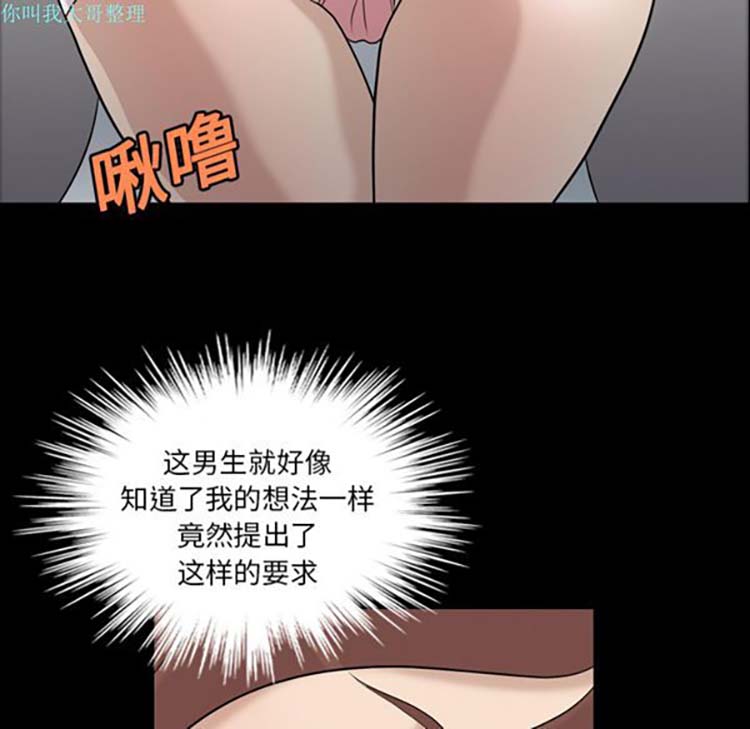 你叫我大哥整理
啾噜
这男生就好像
知道了我的想法一样
竟然提出了
这样的要求